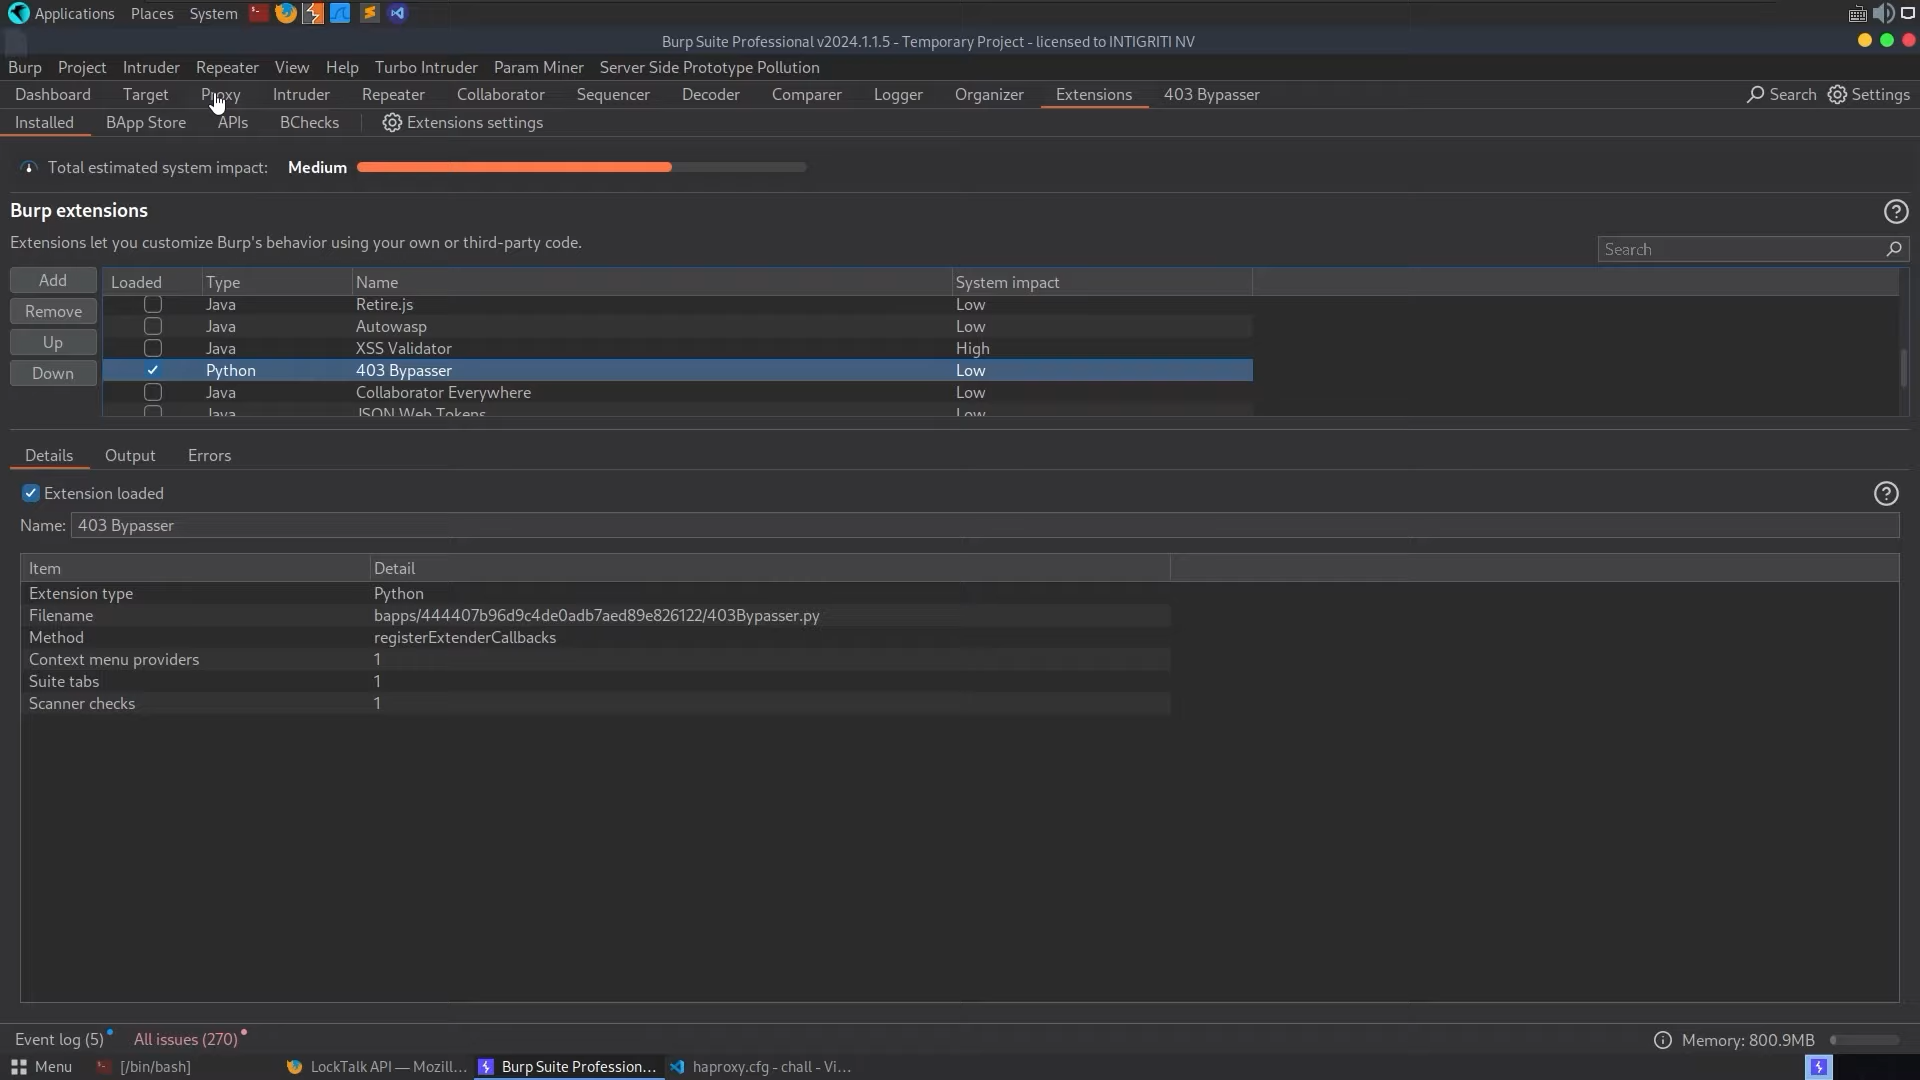 Applications Places System
Burp Suite Professional v2024.1.1.5 - Temporary Project - licensed to INTIGRITI NV
Burp Project Intruder Repeater View Help Turbo Intruder Param Miner Server Side Prototype Pollution
Dashboard Target Proxy Intruder Repeater Collaborator Sequencer Decoder Comparer Logger Organizer Extensions 403 Bypasser Search Settings
Installed BApp Store APIs BChecks Extensions settings
Total estimated system impact: Medium
Burp extensions
Extensions let you customize Burp's behavior using your own or third-party code.
Search
Add Loaded Type Name System impact
Java Retire.js Low
Remove
Java Autowasp Low
Up
Java XSS Validator High
Down
Python 403 Bypasser Low
Java Collaborator Everywhere Low
Java JSON Web Tokens Low
Details Output Errors
Extension loaded
Name: 403 Bypasser
Item Detail
Extension type Python
Filename bapps/444407b96d9c4de0adb7aed89e826122/403Bypasser.py
Method registerExtenderCallbacks
Context menu providers 1
Suite tabs 1
Scanner checks 1
Event log (5) All issues (270) Memory: 800.9MB
Menu [/bin/bash] LockTalk API — Mozill... Burp Suite Profession... haproxy.cfg - chall - Vi...